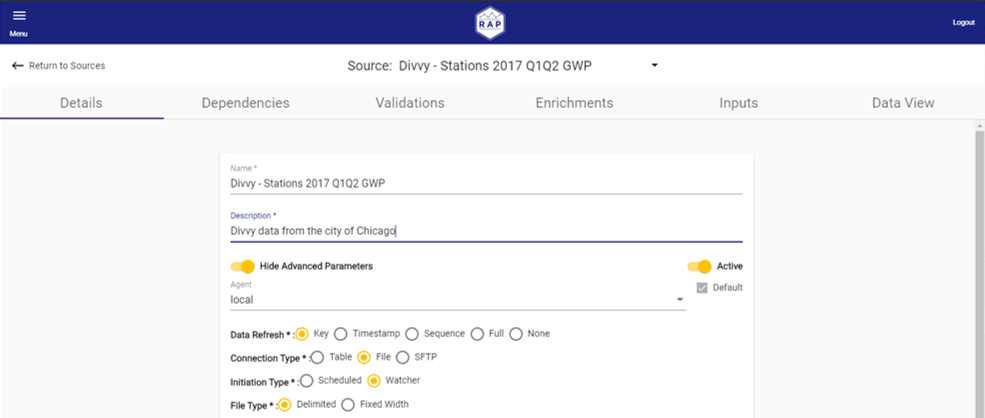 RAP
Menu
Logout
Return to Sources
Source: Divvy - Stations 2017 Q1Q2 GWP
Details Dependencies Validations Enrichments Inputs Data View
Name *
Divvy - Stations 2017 Q1Q2 GWP
Description *
Divvy data from the city of Chicago
Hide Advanced Parameters Active
Agent Default
local
Data Refresh * : Key Timestamp Sequence Full None
Connection Type * : Table File SFTP
Initiation Type * : Scheduled Watcher
File Type * : Delimited Fixed Width